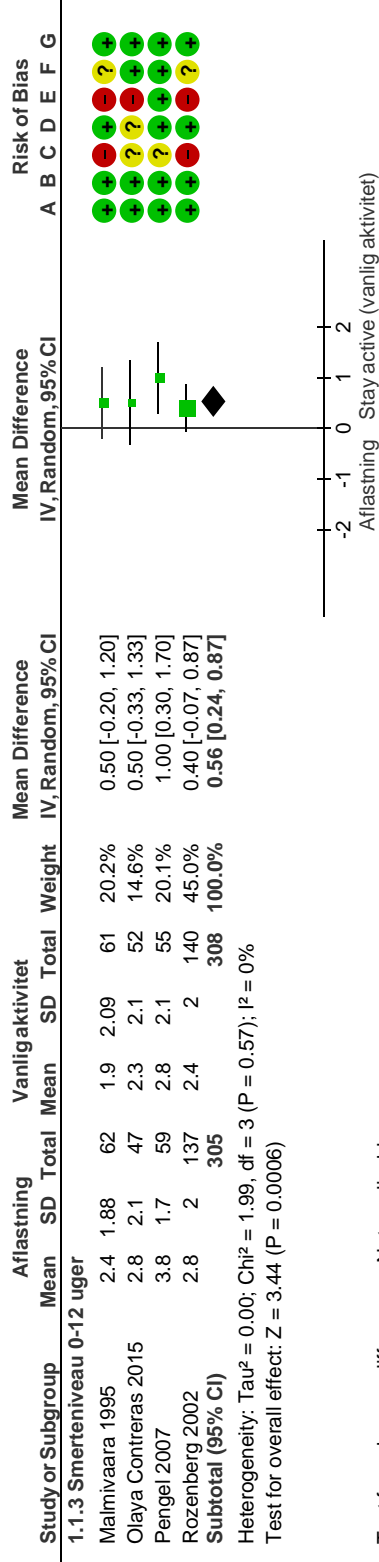 Aflastning Vanlig aktivitet Mean Difference Mean Difference Risk of Bias
Study or Subgroup Mean SD Total Mean SD Total Weight IV, Random, 95% CI IV, Random, 95% CI A B C D E F G
1.1.3 Smerteniveau 0-12 uger
Malmivaara 1995 2.4 1.88 62 1.9 2.09 61 20.2% 0.50 [-0.20, 1.20] + + - + - ? +
Olaya Contreras 2015 2.8 2.1 47 2.3 2.1 52 14.6% 0.50 [-0.33, 1.33] + + ? ? - + +
Pengel 2007 3.8 1.7 59 2.8 2.1 55 20.1% 1.00 [0.30, 1.70] + + ? + + + +
Rozenberg 2002 2.8 2 137 2.4 2 140 45.0% 0.40 [-0.07, 0.87] + + - + - ? +
Subtotal (95% CI) 305 308 100.0% 0.56 [0.24, 0.87]
Heterogeneity: Tau² = 0.00; Chi² = 1.99, df = 3 (P = 0.57); I² = 0%
Test for overall effect: Z = 3.44 (P = 0.0006)
-2 -1 0 1 2
Aflastning Stay active (vanlig aktivitet)